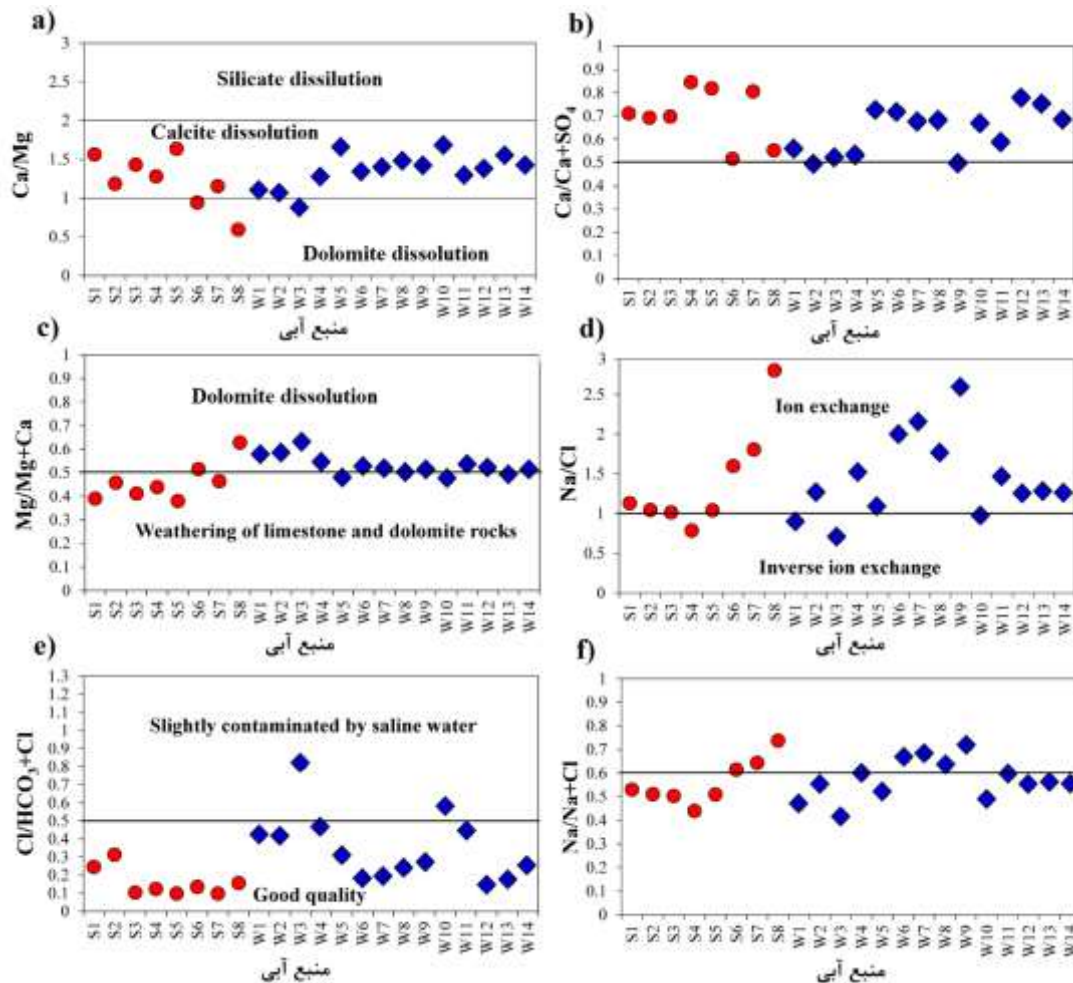 a)
Ca/Mg
3
2.5
2
1.5
1
0.5
0
Silicate dissilution
Calcite dissolution
Dolomite dissolution
S1 S2 S3 S4 S5 S6 S7 S8 W1 W2 W3 W4 W5 W6 W7 W8 W9 W10 W11 W12 W13 W14
منبع آبی
b)
Ca/Ca+SO4
1
0.9
0.8
0.7
0.6
0.5
0.4
0.3
0.2
0.1
0
S1 S2 S3 S4 S5 S6 S7 S8 W1 W2 W3 W4 W5 W6 W7 W8 W9 W10 W11 W12 W13 W14
منبع آبی
c)
Mg/Mg+Ca
1
0.9
0.8
0.7
0.6
0.5
0.4
0.3
0.2
0.1
0
Dolomite dissolution
Weathering of limestone and dolomite rocks
S1 S2 S3 S4 S5 S6 S7 S8 W1 W2 W3 W4 W5 W6 W7 W8 W9 W10 W11 W12 W13 W14
منبع آبی
d)
Na/Cl
3
2.5
2
1.5
1
0.5
0
Ion exchange
Inverse ion exchange
S1 S2 S3 S4 S5 S6 S7 S8 W1 W2 W3 W4 W5 W6 W7 W8 W9 W10 W11 W12 W13 W14
منبع آبی
e)
Cl/HCO3+Cl
1.3
1.2
1.1
1
0.9
0.8
0.7
0.6
0.5
0.4
0.3
0.2
0.1
0
Slightly contaminated by saline water
Good quality
S1 S2 S3 S4 S5 S6 S7 S8 W1 W2 W3 W4 W5 W6 W7 W8 W9 W10 W11 W12 W13 W14
منبع آبی
f)
Na/Na+Cl
1
0.9
0.8
0.7
0.6
0.5
0.4
0.3
0.2
0.1
0
S1 S2 S3 S4 S5 S6 S7 S8 W1 W2 W3 W4 W5 W6 W7 W8 W9 W10 W11 W12 W13 W14
منبع آبی